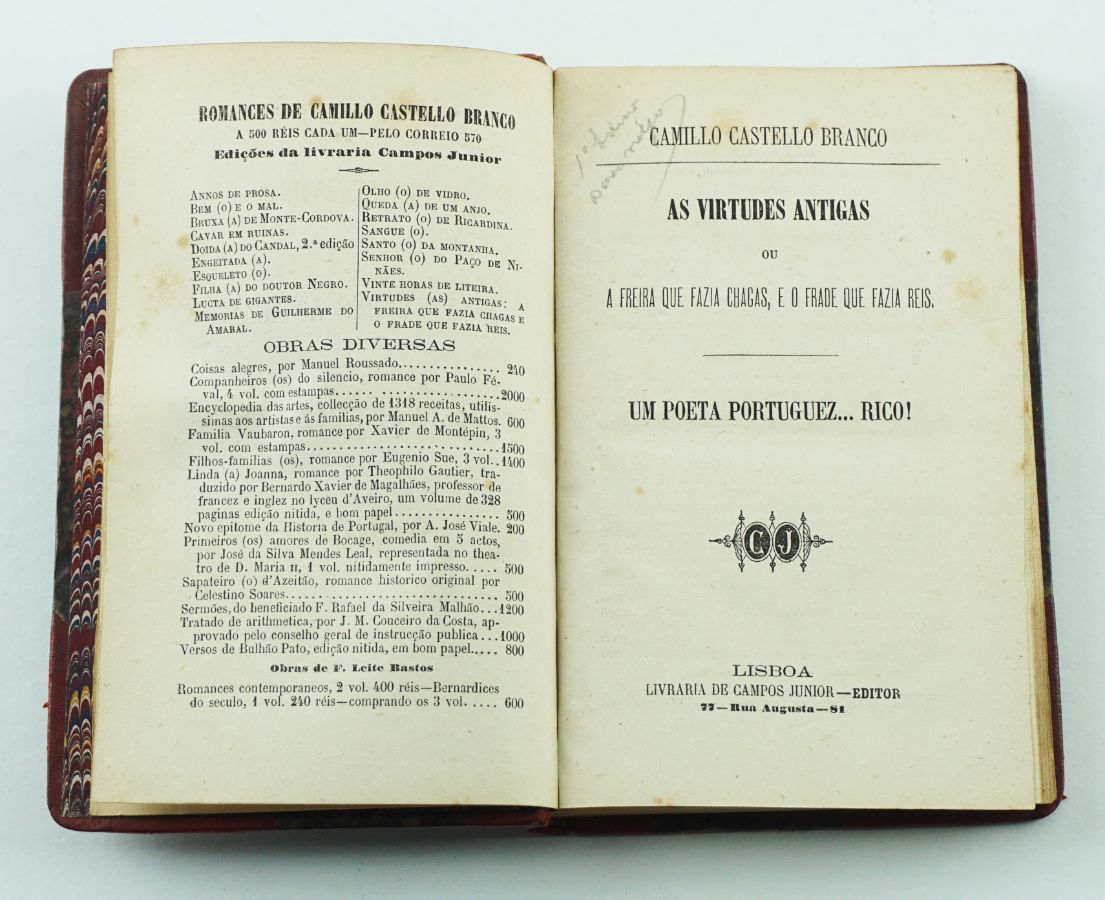 ROMANCES DE CAMILLO CASTELLO BRANCO
A 500 RÉIS CADA UM—PELO CORREIO 570
Edições da livraria Campos Junior
ANNOS DE PROSA.
BEM (O) E O MAL.
BRUXA (A) DE MONTE-CORDOVA.
CAVAR EM RUINAS.
DOIDA (A) DO CANDAL, 2.ª edição
ENGEITADA (A).
ESQUELETO (O).
FILHA (A) DO DOUTOR NEGRO.
LUCTA DE GIGANTES.
MEMORIAS DE GUILHERME DO
AMARAL.
OLHO (O) DE VIDRO.
QUEDA (A) DE UM ANJO.
RETRATO (O) DE RICARDINA.
SANGUE (O).
SANTO (O) DA MONTANHA.
SENHOR (O) DO PAÇO DE NI-
NÃES.
VINTE HORAS DE LITEIRA.
VIRTUDES (AS) ANTIGAS: A
FREIRA QUE FAZIA CHAGAS E
O FRADE QUE FAZIA REIS.
OBRAS DIVERSAS
Coisas alegres, por Manuel Roussado............... 240
Companheiros (os) do silencio, romance por Paulo Fé-
val, 4 vol. com estampas..... .................... 2000
Encyclopedia das artes, collecção de 1318 receitas, utilis-
simas aos artistas e ás familias, por Manuel A. de Mattos. 600
Familia Vaubaron, romance por Xavier de Montépin, 3
vol. com estampas.............................1500
Filhos-familias (os), romance por Eugenio Sue, 3 vol..1400
Linda (a) Joanna, romance por Theophilo Gautier, tra-
duzido por Bernardo Xavier de Magalhães, professor de
francez e inglez no lyceu d'Aveiro, um volume de 328
paginas edição nitida, e bom papel................ 500
Novo epitome da Historia de Portugal, por A. José Viale. 200
Primeiros (os) amores de Bocage, comedia em 5 actos,
por José da Silva Mendes Leal, representada no thea-
tro de D. Maria II, 1 vol. nitidamente impresso..... 500
Sapateiro (o) d'Azeitão, romance historico original por
Celestino Soares............................. 500
Sermões, do beneficiado F. Rafael da Silveira Malhão...1200
Tratado de arithmetica, por J. M. Couceiro da Costa, ap-
provado pelo conselho geral de instrucção publica...1000
Versos de Bulhão Pato, edição nitida, em bom papel..... 800
Obras de F. Leite Bastos
Romances contemporaneos, 2 vol. 400 réis—Bernardices
do seculo, 1 vol. 240 réis—comprando os 3 vol..... 600
CAMILLO CASTELLO BRANCO
AS VIRTUDES ANTIGAS
OU
A FREIRA QUE FAZIA CHAGAS, E O FRADE QUE FAZIA REIS.
UM POETA PORTUGUEZ... RICO!
C J
LISBOA
LIVRARIA DE CAMPOS JUNIOR—EDITOR
77—Rua Augusta—81